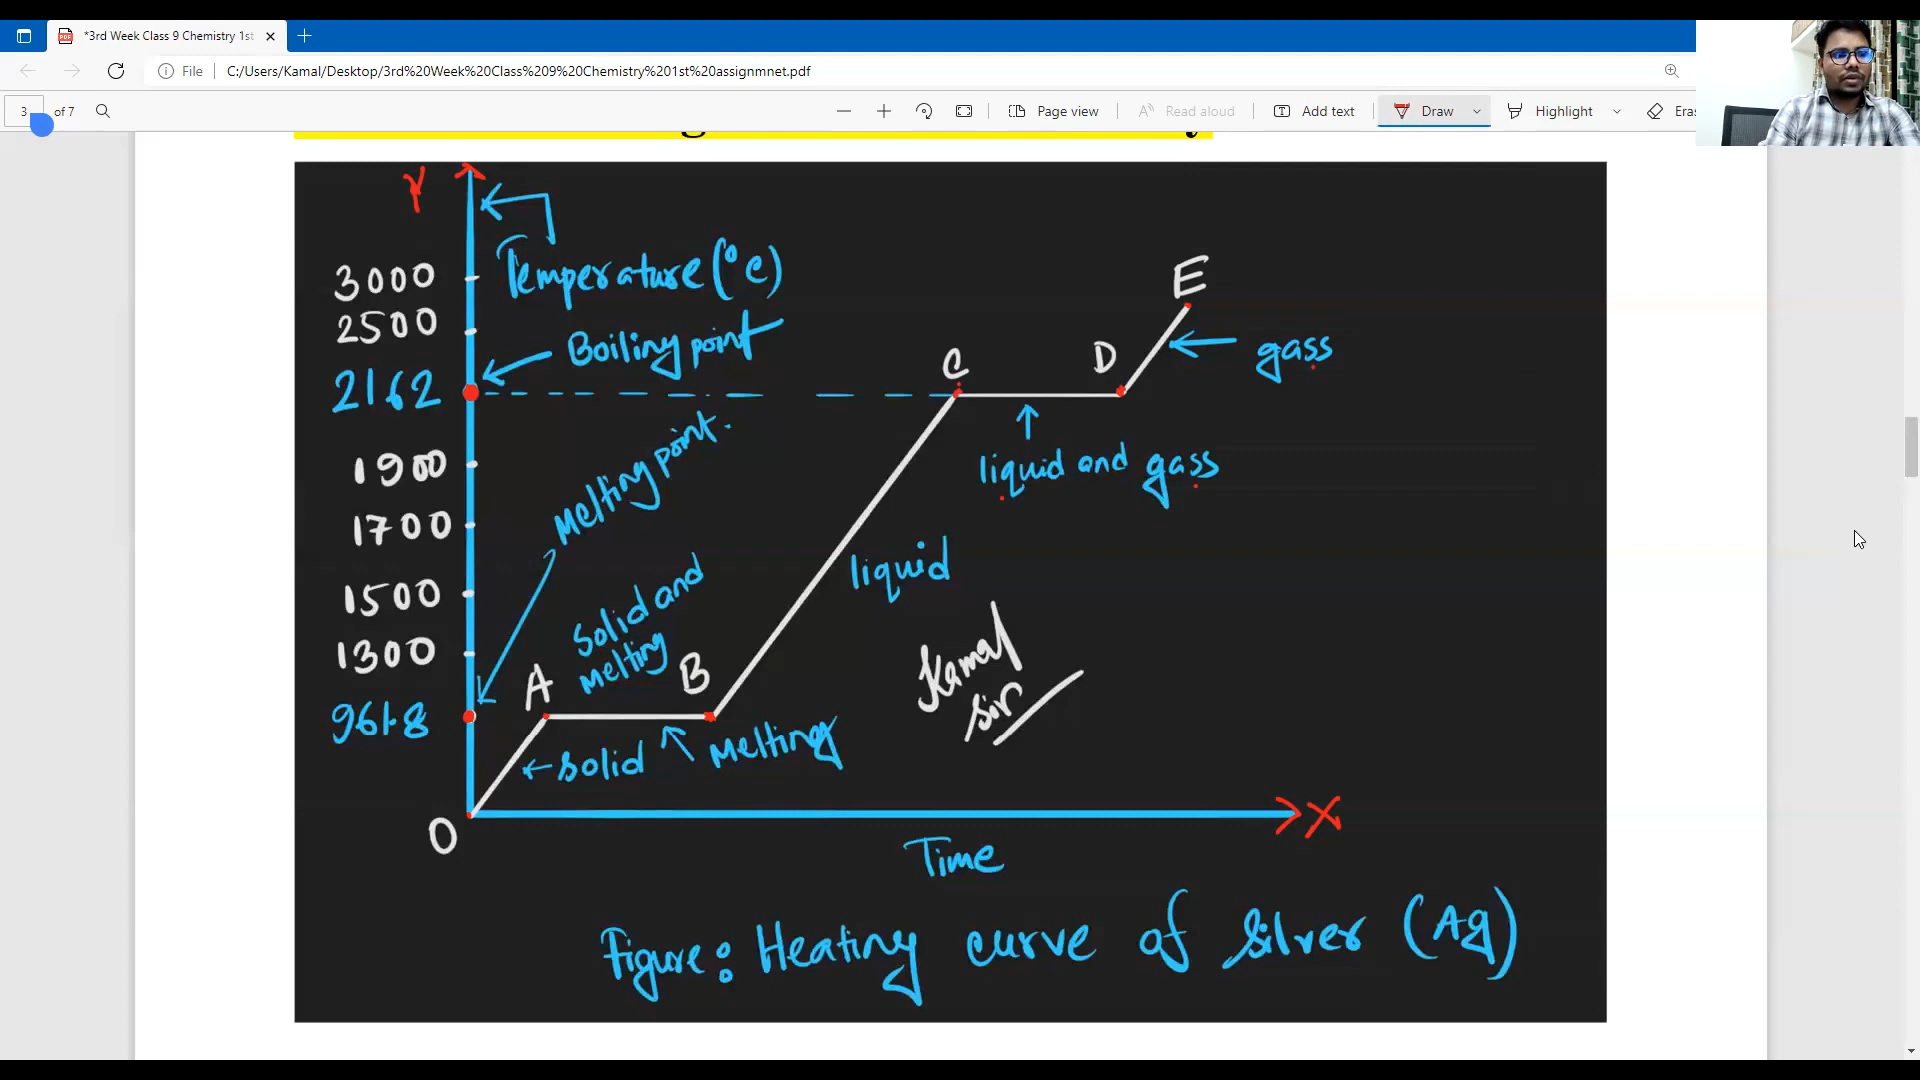 *3rd Week Class 9 Chemistry 1st
File
C:/Users/Kamal/Desktop/3rd%20Week%20Class%209%20Chemistry%201st%20assignmnet.pdf
3 of 7
Page view
Read aloud
Add text
Draw
Highlight
Eras
Y
Temperature (°C)
3000
2500
Boiling point
2162
1900
1700
1500
1300
961.8
Melting point.
C
D
E
gass
liquid and gass
liquid
Solid and
melting
A
B
solid
Melting
Kamal
sir
O
X
Time
Figure: Heating curve of Silver (Ag)